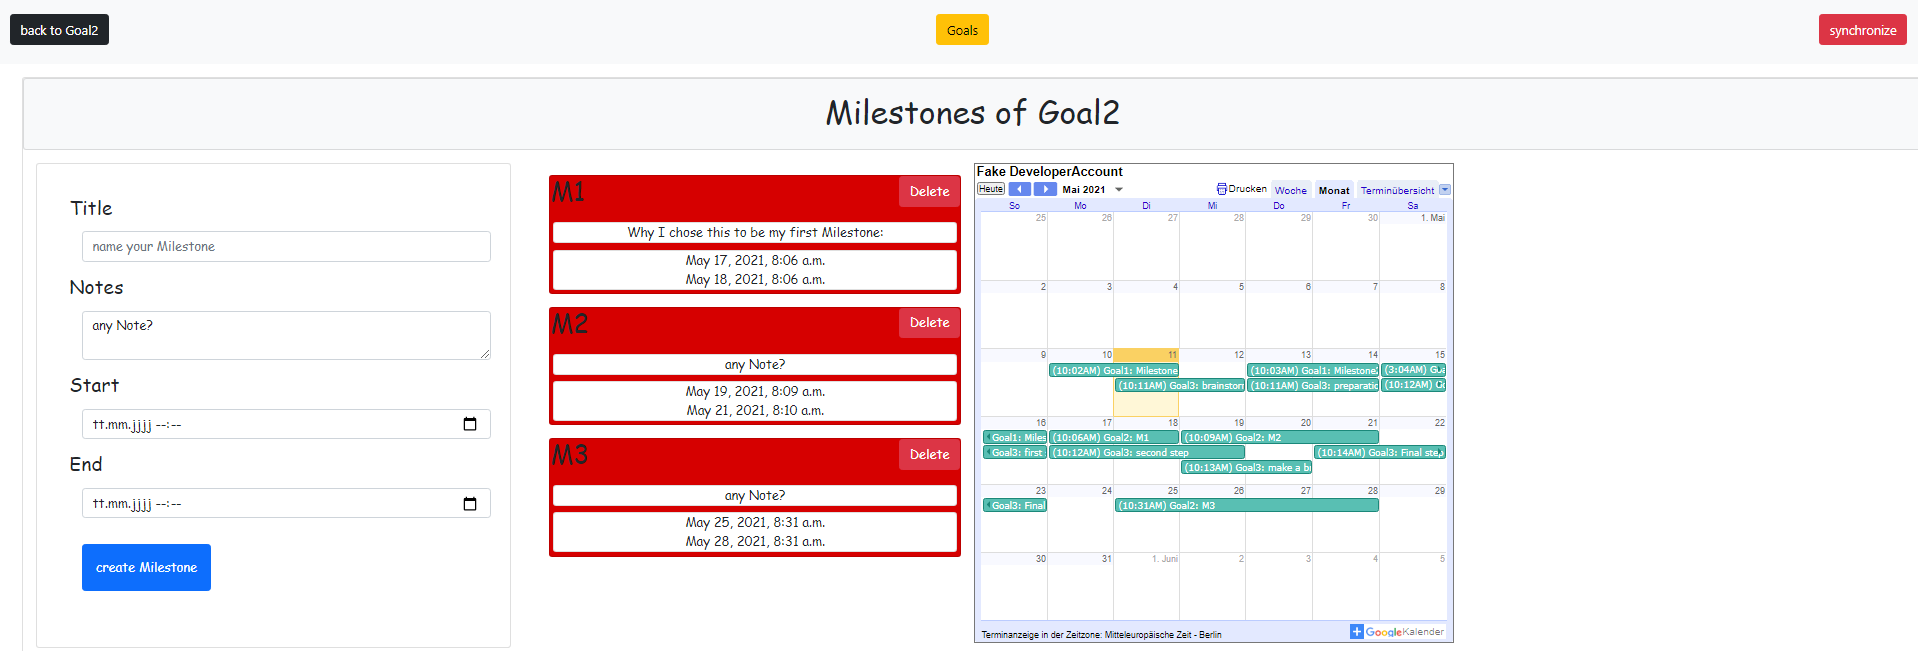 back to Goal2
Goals
synchronize
Milestones of Goal2
Title
name your Milestone
Notes
any Note?
Start
tt.mm.jjjj --:--
End
tt.mm.jjjj --:--
create Milestone
M1
Delete
Why I chose this to be my first Milestone:
May 17, 2021, 8:06 a.m.
May 18, 2021, 8:06 a.m.
M2
Delete
any Note?
May 19, 2021, 8:09 a.m.
May 21, 2021, 8:10 a.m.
M3
Delete
any Note?
May 25, 2021, 8:31 a.m.
May 28, 2021, 8:31 a.m.
Fake DeveloperAccount
Heute Mai 2021 Drucken Woche Monat Terminübersicht
So Mo Di Mi Do Fr Sa
25 26 27 28 29 30 1. Mai
2 3 4 5 6 7 8
9 10 11 12 13 14 15
(10:02AM) Goal1: Milestone (10:03AM) Goal1: Milestone (3:04AM)
(10:11AM) Goal3: brainstor (10:11AM) Goal3: preparatic (10:12AM)
16 17 18 19 20 21 22
Goal1: Miles (10:06AM) Goal2: M1 (10:09AM) Goal2: M2
Goal3: first (10:12AM) Goal3: second step (10:14AM) Goal3: Final step
(10:13AM) Goal3: make a b
23 24 25 26 27 28 29
Goal3: Final (10:31AM) Goal2: M3
30 31 1. Juni 2 3 4 5
Terminanzeige in der Zeitzone: Mitteleuropäische Zeit - Berlin
GoogleKalender